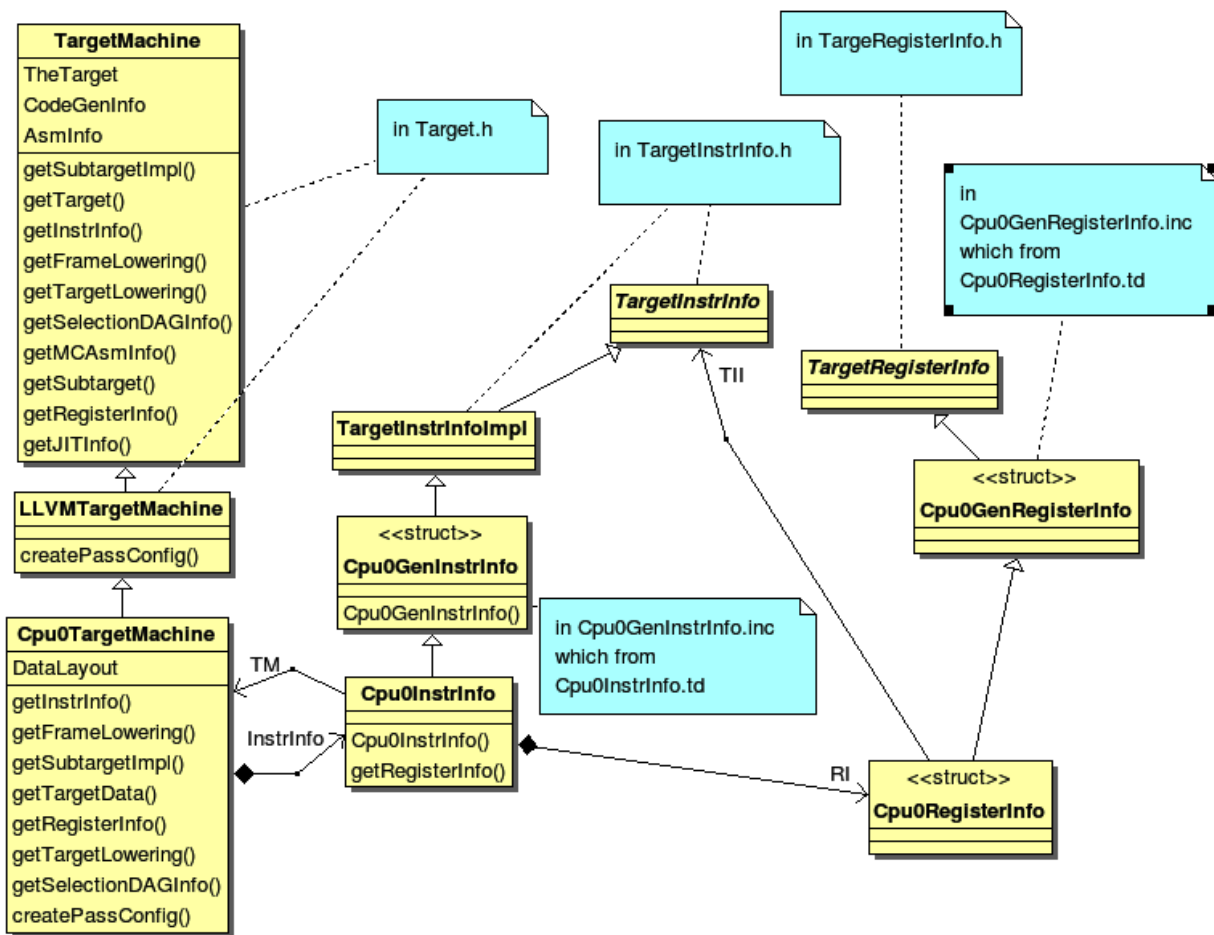 TargetMachine
TheTarget
CodeGenInfo
AsmInfo
getSubtargetImpl()
getTarget()
getInstrInfo()
getFrameLowering()
getTargetLowering()
getSelectionDAGInfo()
getMCAsmInfo()
getSubtarget()
getRegisterInfo()
getJITInfo()
LLVMTargetMachine
createPassConfig()
Cpu0TargetMachine
DataLayout
getInstrInfo()
getFrameLowering()
getSubtargetImpl()
getTargetData()
getRegisterInfo()
getTargetLowering()
getSelectionDAGInfo()
createPassConfig()
in Target.h
in TargetInstrInfo.h
in TargeRegisterInfo.h
in
Cpu0GenRegisterInfo.inc
which from
Cpu0RegisterInfo.td
TargetInstrInfo
TII
TargetRegisterInfo
TargetInstrInfoImpl
<<struct>>
Cpu0GenRegisterInfo
<<struct>>
Cpu0GenInstrInfo
Cpu0GenInstrInfo()
in Cpu0GenInstrInfo.inc
which from
Cpu0InstrInfo.td
TM
InstrInfo
Cpu0InstrInfo
Cpu0InstrInfo()
getRegisterInfo()
RI
<<struct>>
Cpu0RegisterInfo